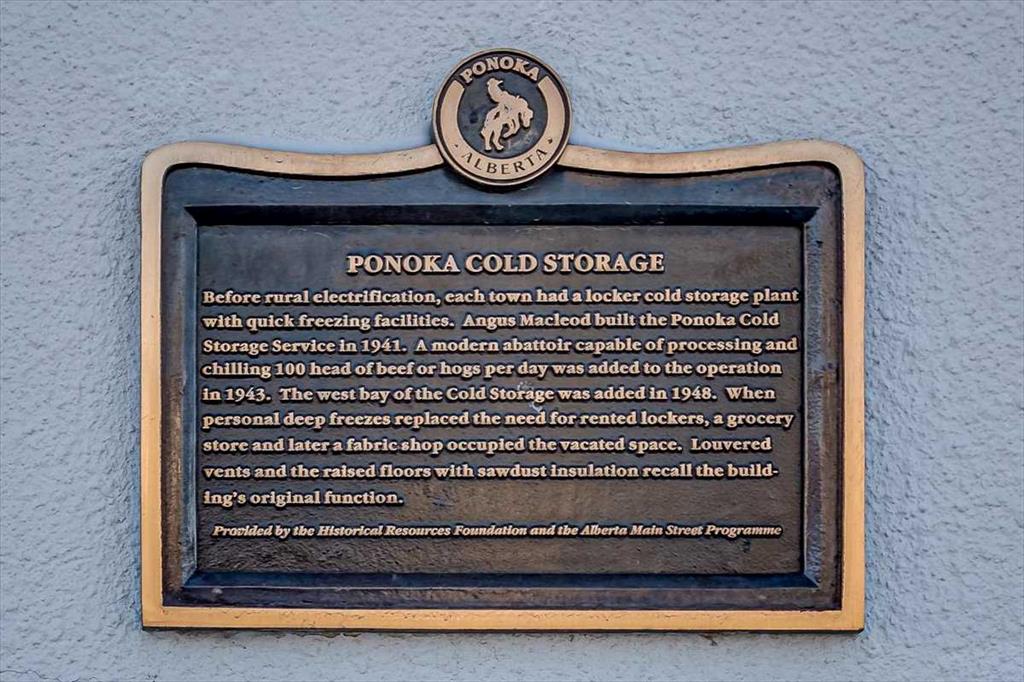 PONOKA
ALBERTA
PONOKA COLD STORAGE
Before rural electrification, each town had a locker cold storage plant
with quick freezing facilities. Angus Macleod built the Ponoka Cold
Storage Service in 1941. A modern abattoir capable of processing and
chilling 100 head of beef or hogs per day was added to the operation
in 1943. The west bay of the Cold Storage was added in 1948. When
personal deep freezes replaced the need for rented lockers, a grocery
store and later a fabric shop occupied the vacated space. Louvered
vents and the raised floors with sawdust insulation recall the build-
ing's original function.
Provided by the Historical Resources Foundation and the Alberta Main Street Programme